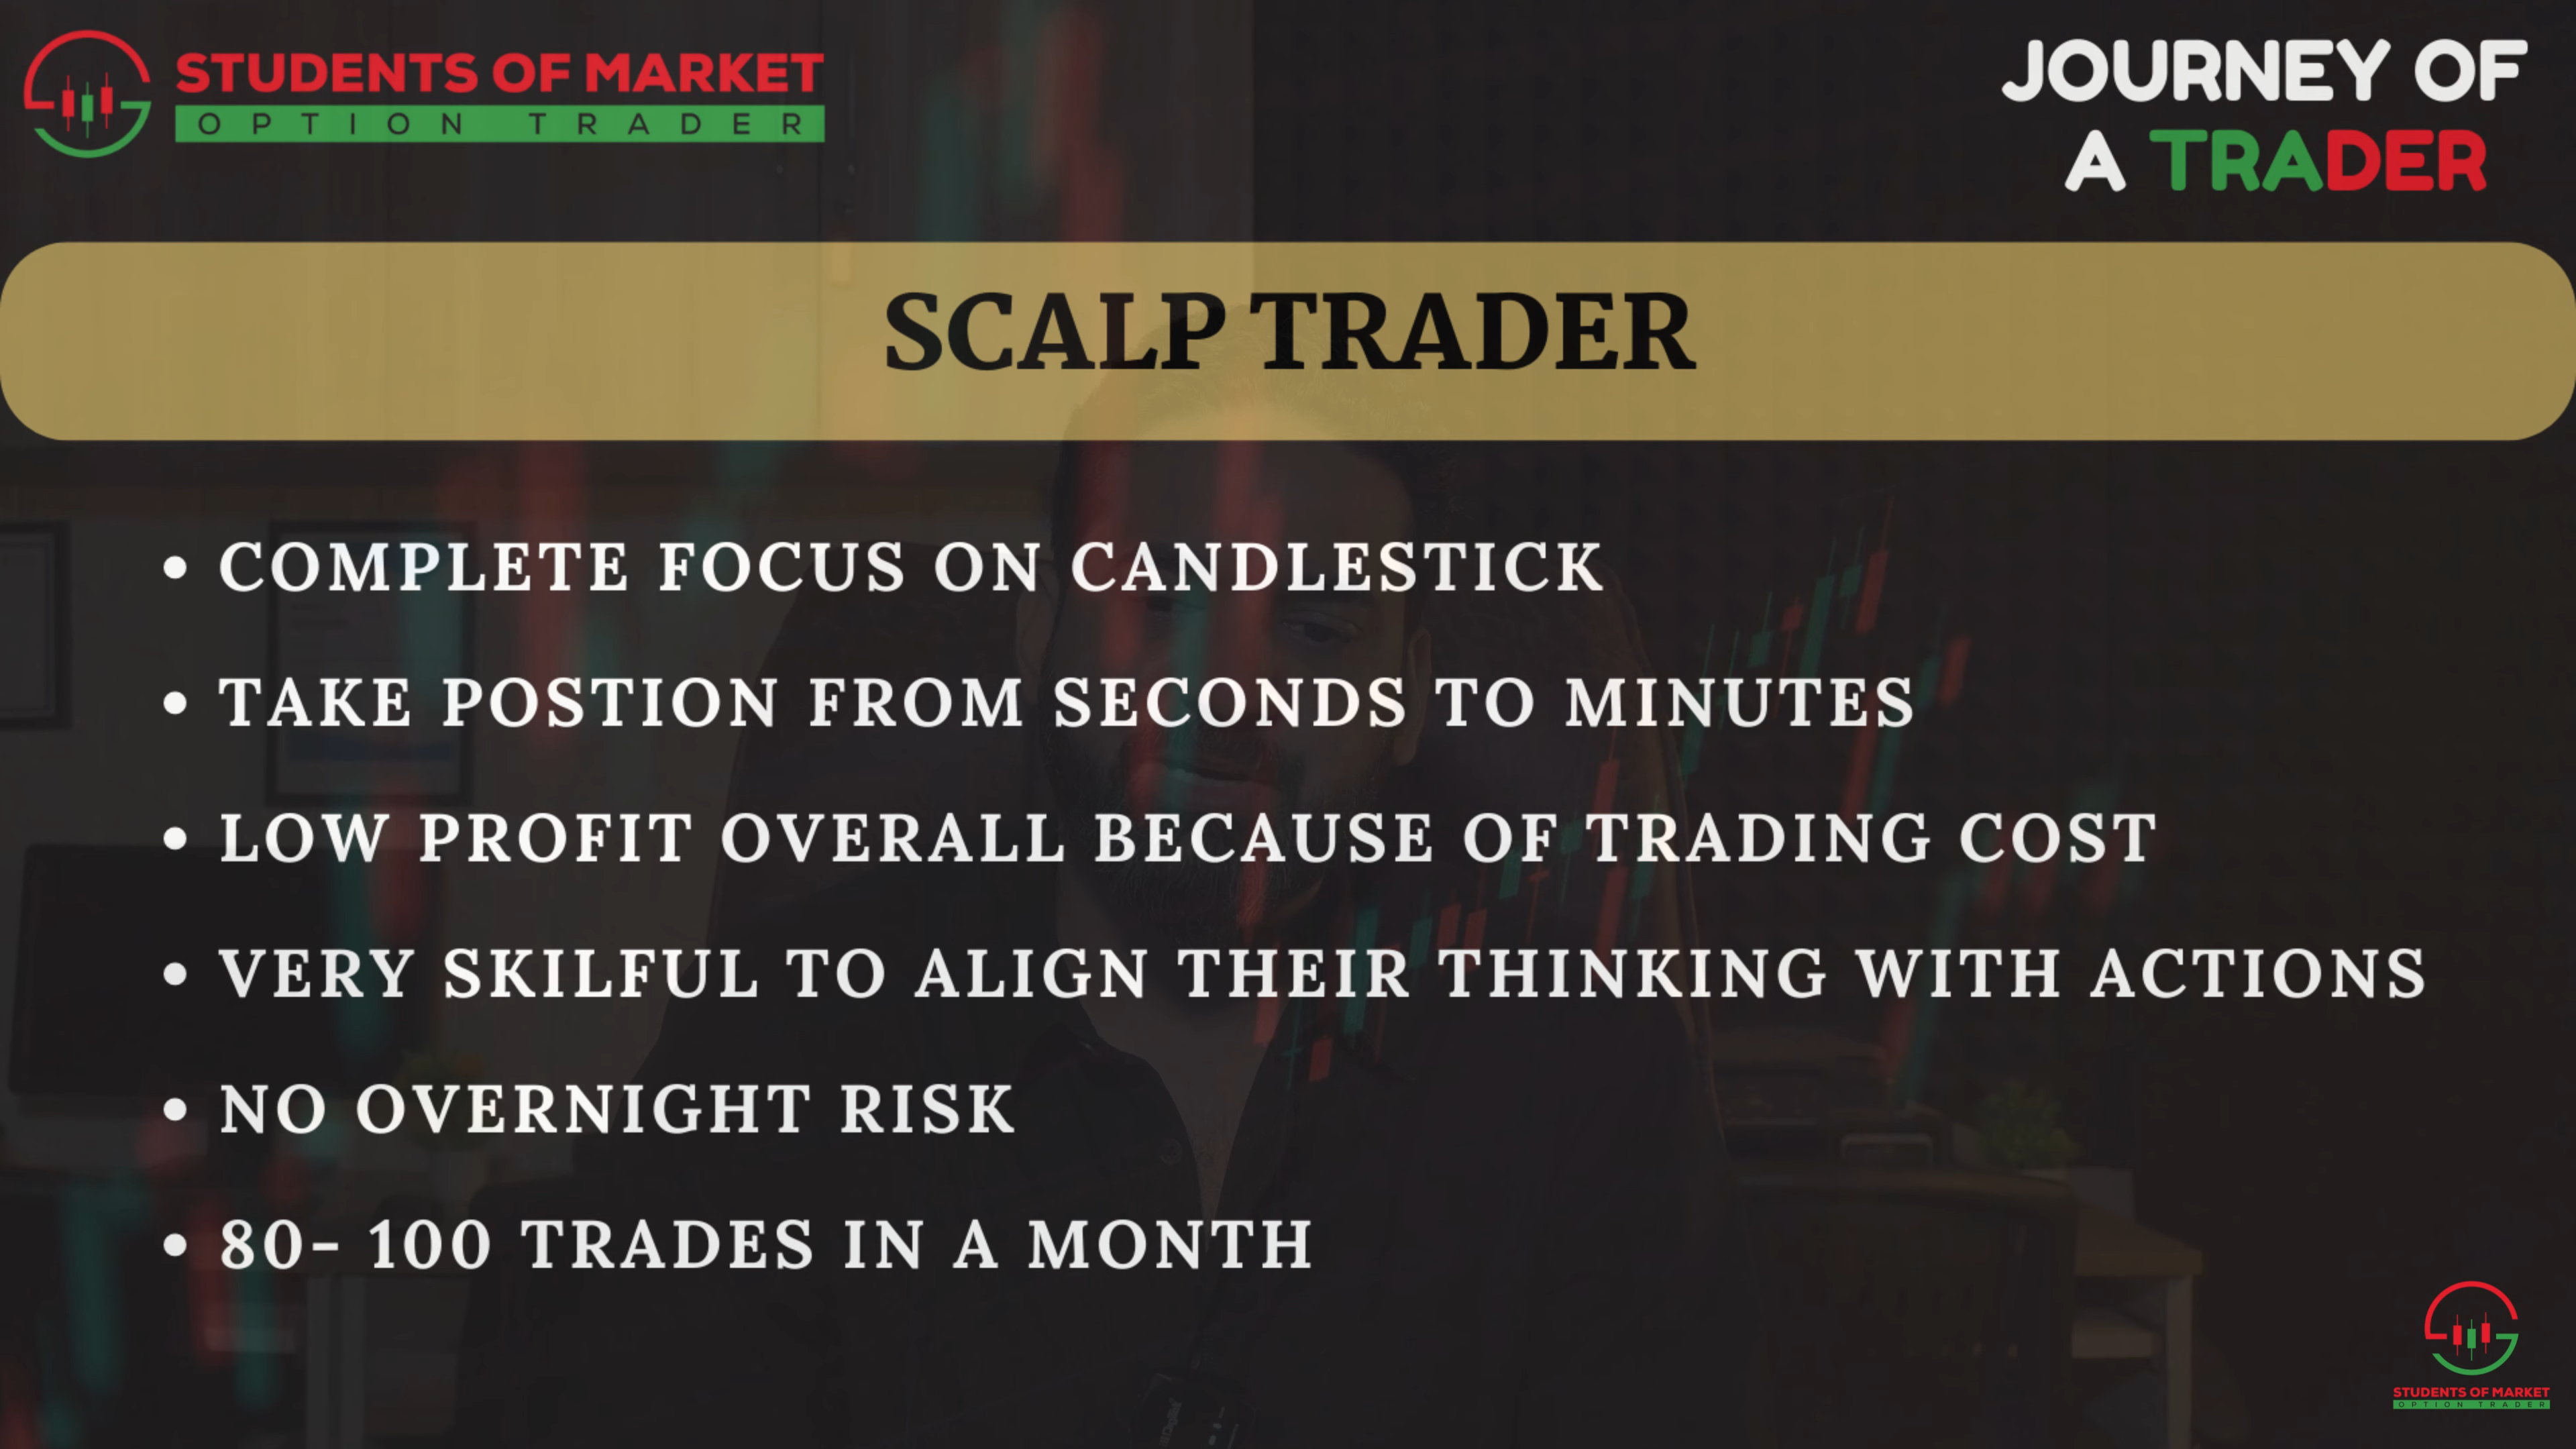 STUDENTS OF MARKET
OPTION TRADER
JOURNEY OF
A TRADER
SCALP TRADER
• COMPLETE FOCUS ON CANDLESTICK
• TAKE POSTION FROM SECONDS TO MINUTES
• LOW PROFIT OVERALL BECAUSE OF TRADING COST
• VERY SKILFUL TO ALIGN THEIR THINKING WITH ACTIONS
• NO OVERNIGHT RISK
• 80- 100 TRADES IN A MONTH
STUDENTS OF MARKET
OPTION TRADER